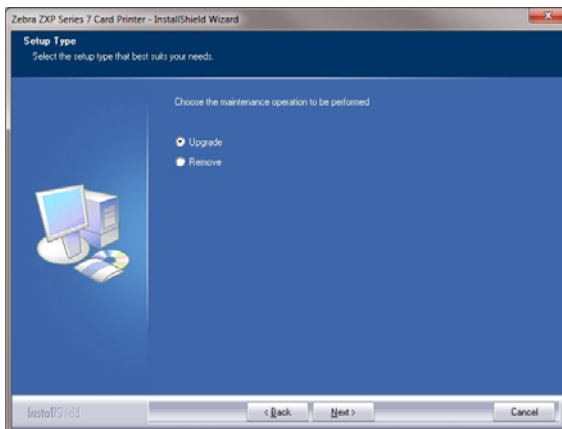 Zebra ZXP Series 7 Card Printer - InstallShield Wizard
Setup Type
Select the setup type that best suits your needs.
Choose the maintenance operation to be performed
Upgrade
Remove
InstallShield
< Back
Next >
Cancel